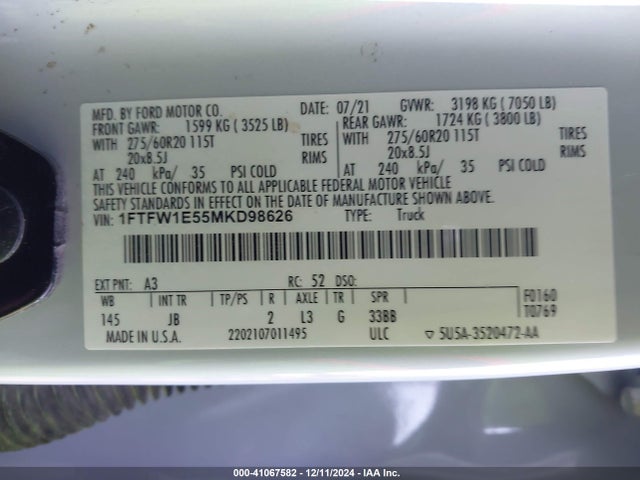 MFD. BY FORD MOTOR CO. DATE: 07/21 GVWR: 3198 KG ( 7050 LB)
FRONT GAWR: 1599 KG ( 3525 LB) REAR GAWR: 1724 KG ( 3800 LB)
WITH 275/60R20 115T TIRES WITH 275/60R20 115T TIRES
20x8.5J RIMS 20x8.5J RIMS
AT 240 kPa/ 35 PSI COLD AT 240 kPa/ 35 PSI COLD
THIS VEHICLE CONFORMS TO ALL APPLICABLE FEDERAL MOTOR VEHICLE
SAFETY STANDARDS IN EFFECT ON THE DATE OF MANUFACTURE SHOWN ABOVE.
VIN: 1FTFW1E55MKD98626 TYPE: Truck
EXT PNT: A3 RC: 52 DSO: F0160
WB INT TR TP/PS R AXLE TR SPR T0769
145 JB 2 L3 G 33BB
MADE IN U.S.A. 2202107011495 ULC ▽ 5U5A-3520472-AA
000-41067582 - 12/11/2024 - IAA Inc.